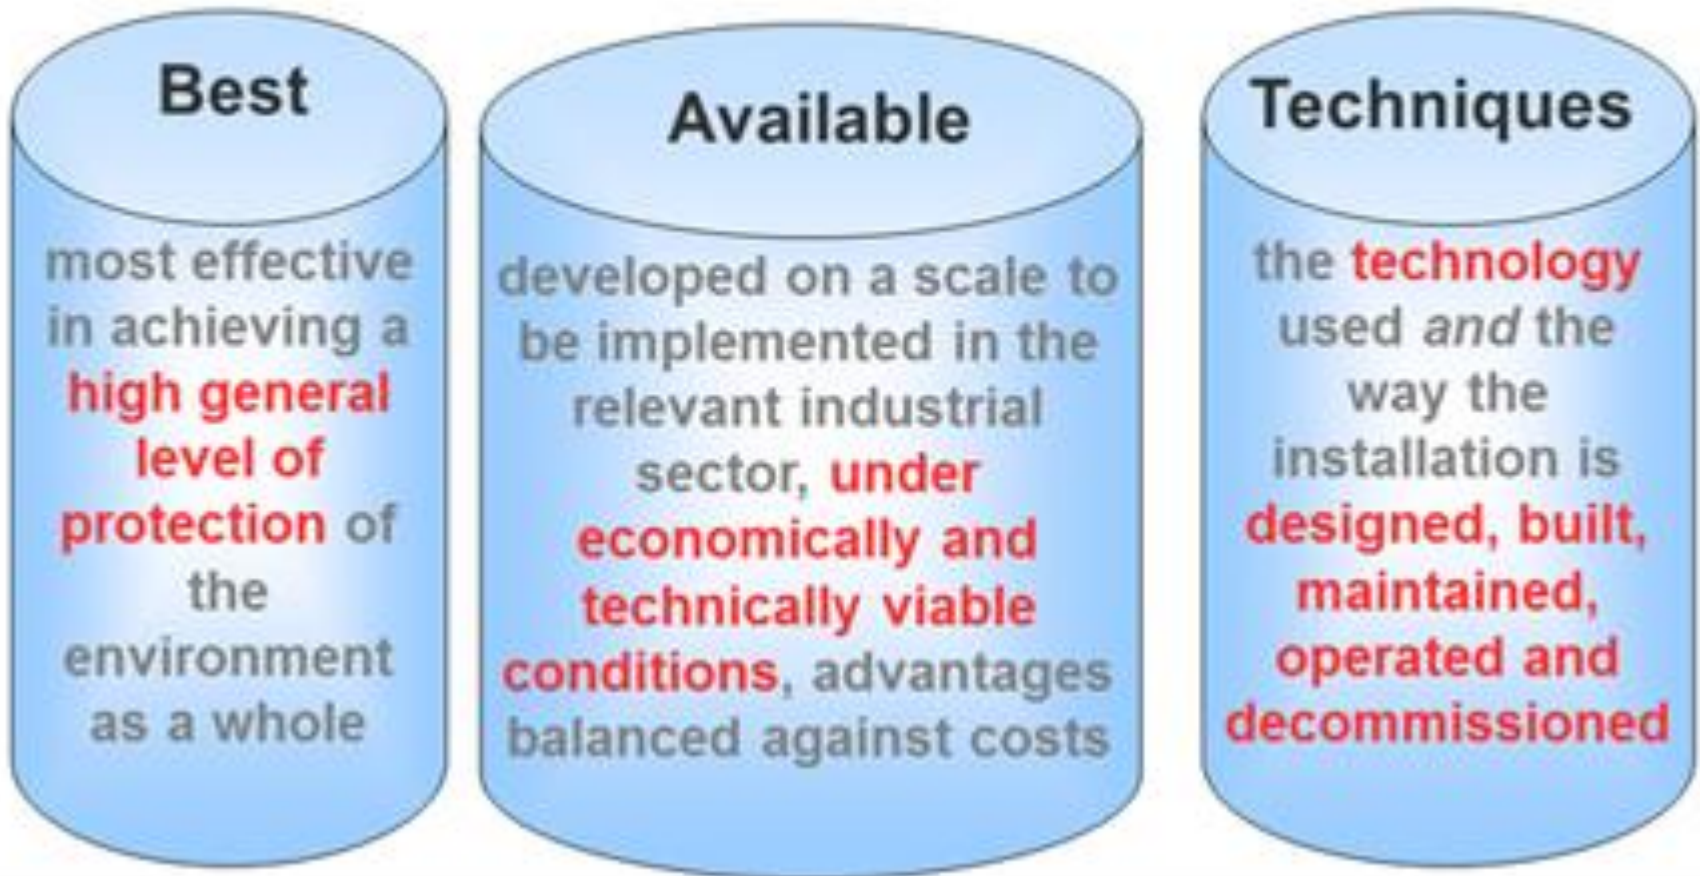 Best
most effective
in achieving a
high general
level of
protection of
the
environment
as a whole
Available
developed on a scale to
be implemented in the
relevant industrial
sector, under
economically and
technically viable
conditions, advantages
balanced against costs
Techniques
the technology
used and the
way the
installation is
designed, built,
maintained,
operated and
decommissioned